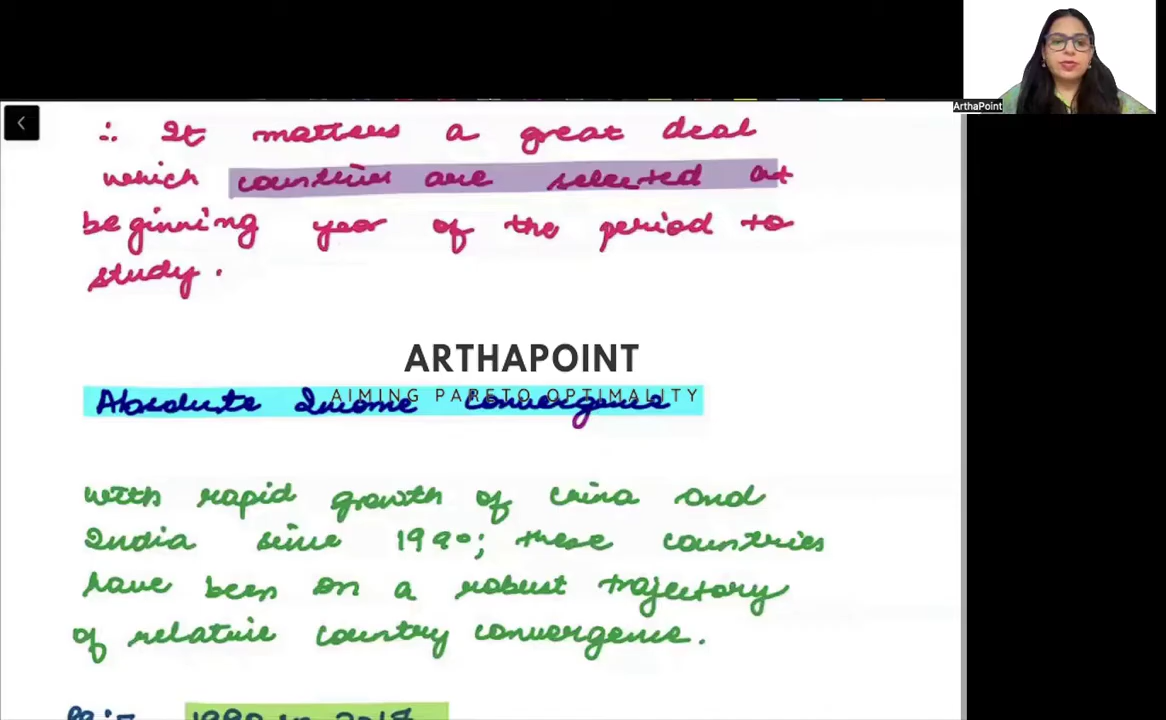 ArthaPoint
∴ It matters a great deal
which countries are selected at
beginning year of the period to
study.
ARTHAPOINT
AIMING PARETO OPTIMALITY
Absolute Income Convergence
with rapid growth of China and
India since 1990; these countries
have been on a robust trajectory
of relative country convergence.